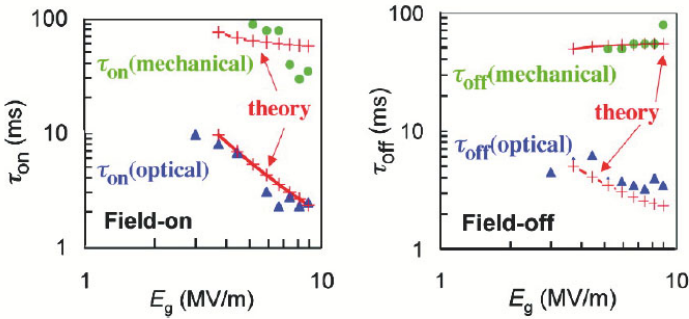 100
τon(mechanical)
theory
10
τon(optical)
Field-on
1
1
10
τon (ms)
Eg (MV/m)
100
τoff(mechanical)
theory
10
τoff(optical)
Field-off
1
1
10
τoff (ms)
Eg (MV/m)